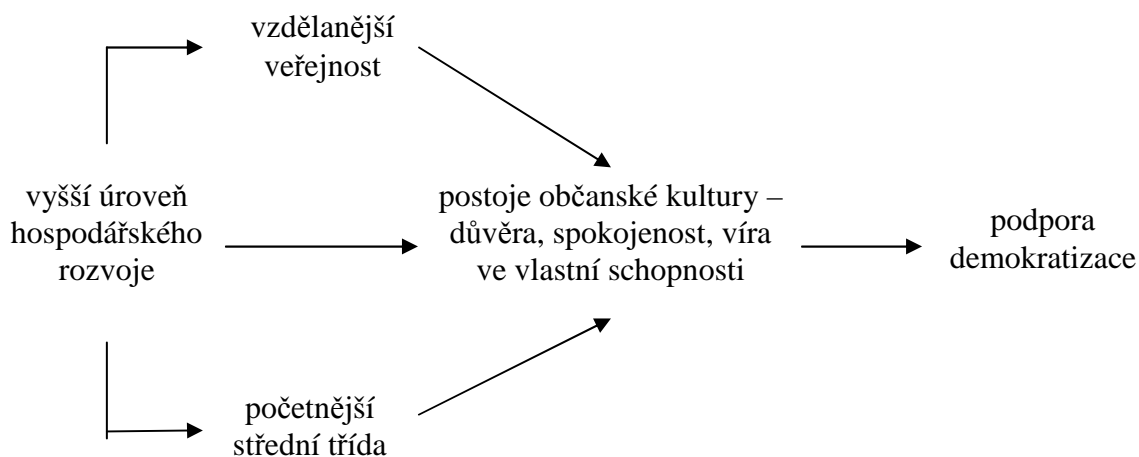 vzdělanější
veřejnost
vyšší úroveň
hospodářského
rozvoje
postoje občanské kultury –
důvěra, spokojenost, víra
ve vlastní schopnosti
podpora
demokratizace
početnější
střední třída